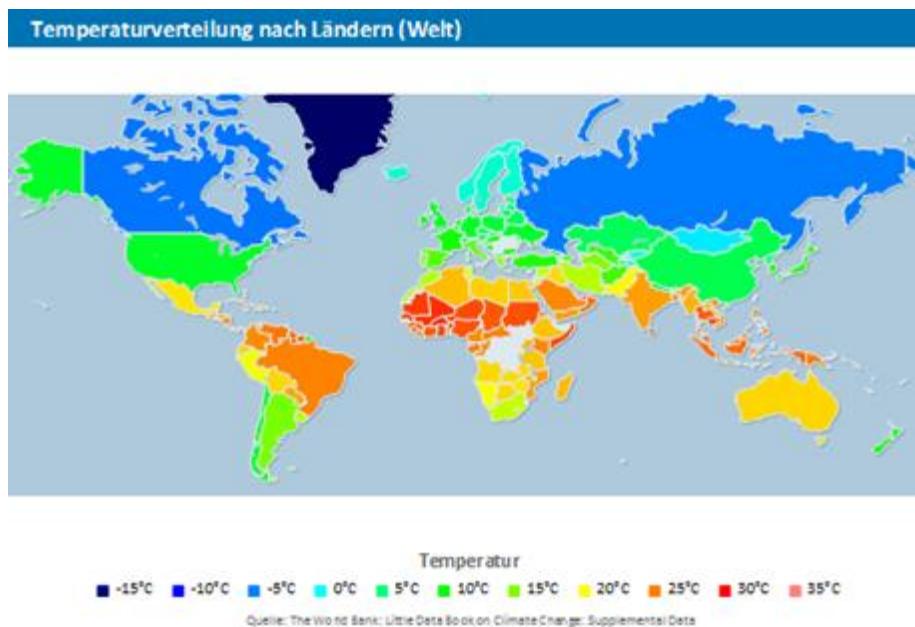 Temperaturverteilung nach Ländern (Welt)
Temperatur
-15°C -10°C -5°C 0°C 5°C 10°C 15°C 20°C 25°C 30°C 35°C
Quelle: The World Bank: Little Data Book on Climate Change: Supplemental Data